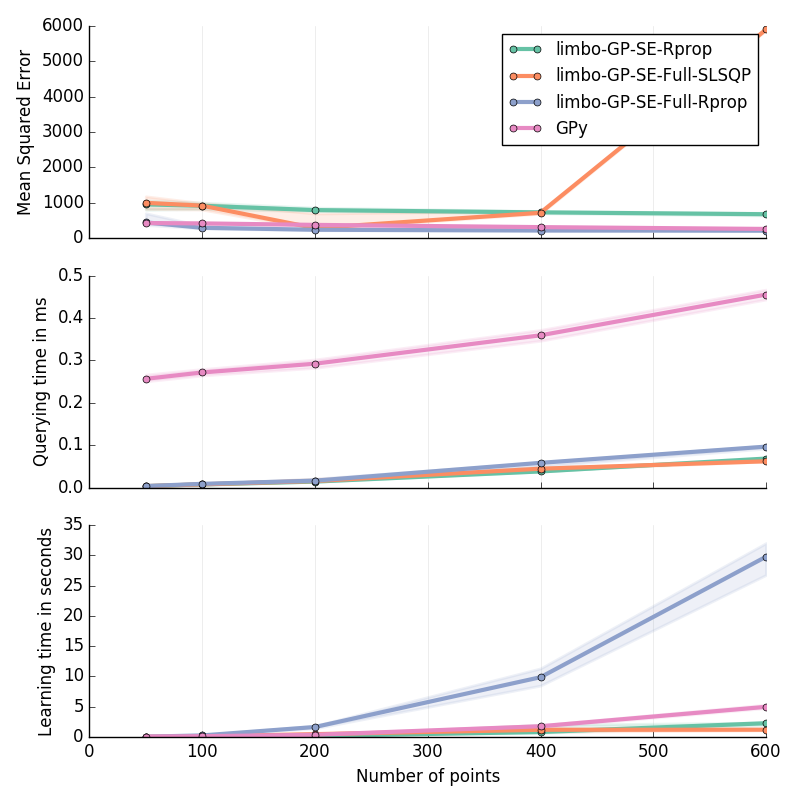 Mean Squared Error
6000
5000
4000
3000
2000
1000
0
limbo-GP-SE-Rprop
limbo-GP-SE-Full-SLSQP
limbo-GP-SE-Full-Rprop
GPy
Querying time in ms
0.5
0.4
0.3
0.2
0.1
0.0
Learning time in seconds
35
30
25
20
15
10
5
0
0 100 200 300 400 500 600
Number of points